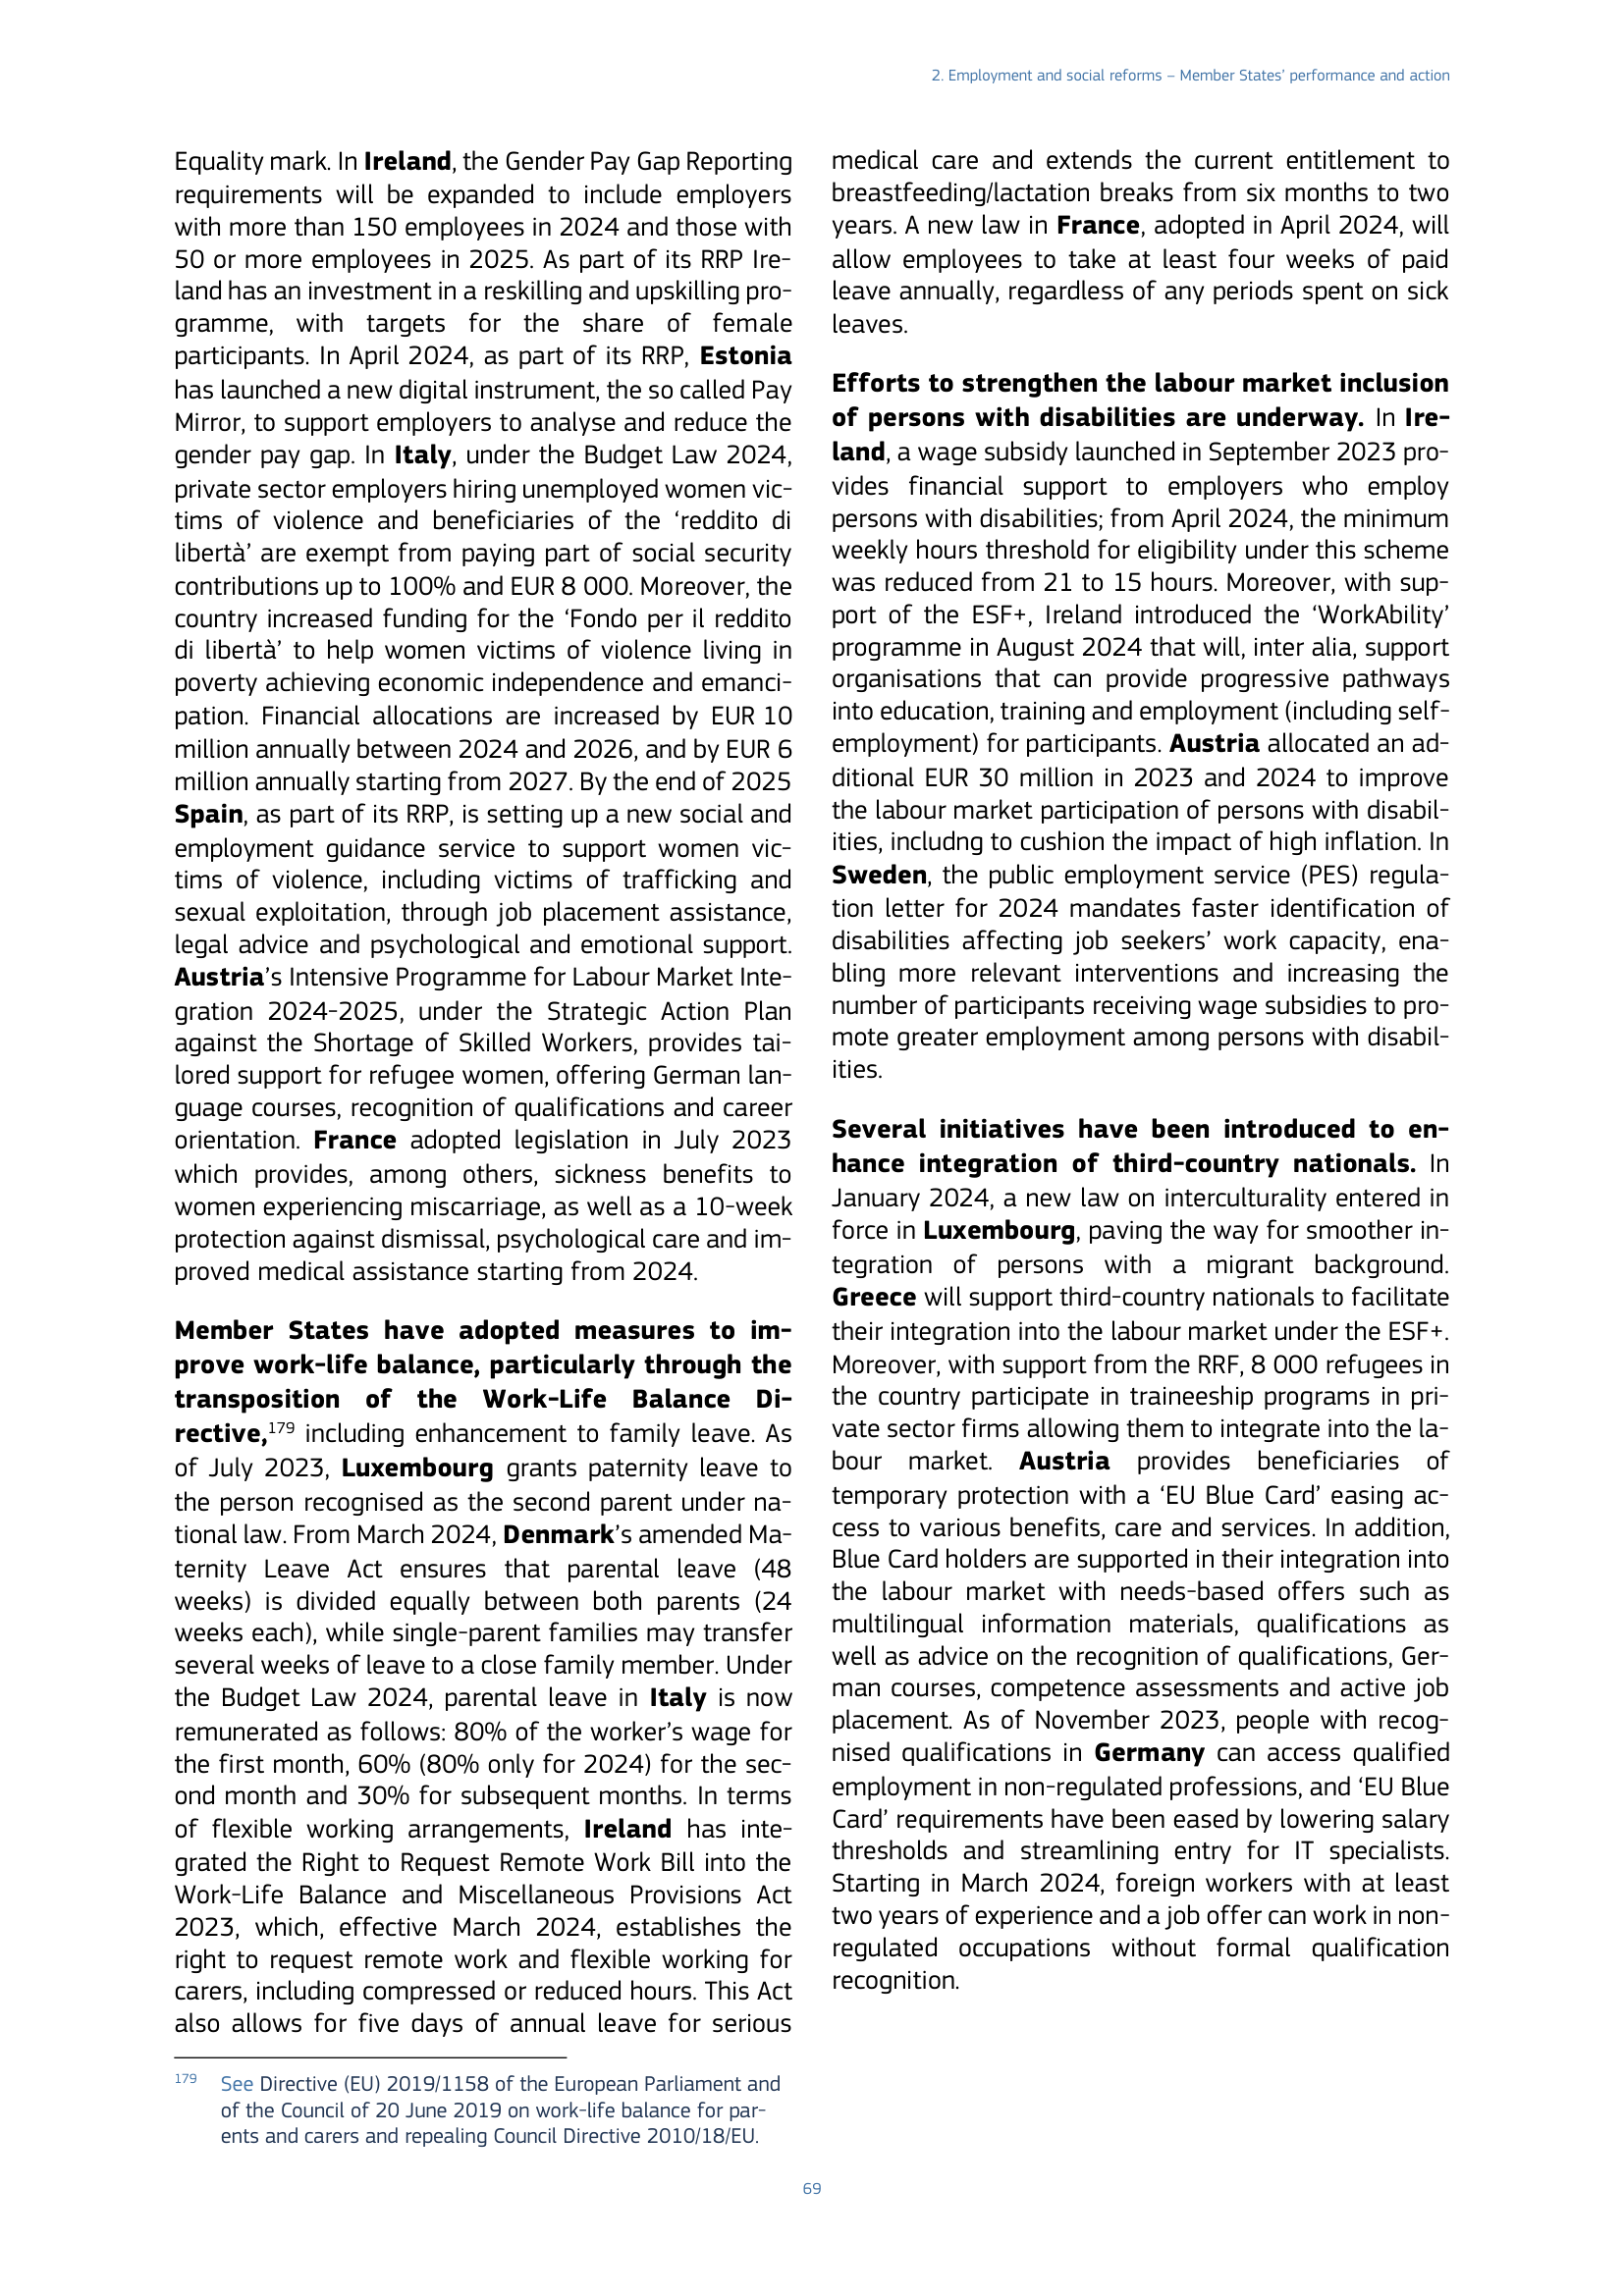 2. Employment and social reforms – Member States’ performance and action
Equality mark. In Ireland, the Gender Pay Gap Reporting
requirements will be expanded to include employers
with more than 150 employees in 2024 and those with
50 or more employees in 2025. As part of its RRP Ire-
land has an investment in a reskilling and upskilling pro-
gramme, with targets for the share of female
participants. In April 2024, as part of its RRP, Estonia
has launched a new digital instrument, the so called Pay
Mirror, to support employers to analyse and reduce the
gender pay gap. In Italy, under the Budget Law 2024,
private sector employers hiring unemployed women vic-
tims of violence and beneficiaries of the ‘reddito di
libertà’ are exempt from paying part of social security
contributions up to 100% and EUR 8 000. Moreover, the
country increased funding for the ‘Fondo per il reddito
di libertà’ to help women victims of violence living in
poverty achieving economic independence and emanci-
pation. Financial allocations are increased by EUR 10
million annually between 2024 and 2026, and by EUR 6
million annually starting from 2027. By the end of 2025
Spain, as part of its RRP, is setting up a new social and
employment guidance service to support women vic-
tims of violence, including victims of trafficking and
sexual exploitation, through job placement assistance,
legal advice and psychological and emotional support.
Austria’s Intensive Programme for Labour Market Inte-
gration 2024-2025, under the Strategic Action Plan
against the Shortage of Skilled Workers, provides tai-
lored support for refugee women, offering German lan-
guage courses, recognition of qualifications and career
orientation. France adopted legislation in July 2023
which provides, among others, sickness benefits to
women experiencing miscarriage, as well as a 10-week
protection against dismissal, psychological care and im-
proved medical assistance starting from 2024.
Member States have adopted measures to im-
prove work-life balance, particularly through the
transposition of the Work-Life Balance Di-
rective,179 including enhancement to family leave. As
of July 2023, Luxembourg grants paternity leave to
the person recognised as the second parent under na-
tional law. From March 2024, Denmark’s amended Ma-
ternity Leave Act ensures that parental leave (48
weeks) is divided equally between both parents (24
weeks each), while single-parent families may transfer
several weeks of leave to a close family member. Under
the Budget Law 2024, parental leave in Italy is now
remunerated as follows: 80% of the worker’s wage for
the first month, 60% (80% only for 2024) for the sec-
ond month and 30% for subsequent months. In terms
of flexible working arrangements, Ireland has inte-
grated the Right to Request Remote Work Bill into the
Work-Life Balance and Miscellaneous Provisions Act
2023, which, effective March 2024, establishes the
right to request remote work and flexible working for
carers, including compressed or reduced hours. This Act
also allows for five days of annual leave for serious
medical care and extends the current entitlement to
breastfeeding/lactation breaks from six months to two
years. A new law in France, adopted in April 2024, will
allow employees to take at least four weeks of paid
leave annually, regardless of any periods spent on sick
leaves.
Efforts to strengthen the labour market inclusion
of persons with disabilities are underway. In Ire-
land, a wage subsidy launched in September 2023 pro-
vides financial support to employers who employ
persons with disabilities; from April 2024, the minimum
weekly hours threshold for eligibility under this scheme
was reduced from 21 to 15 hours. Moreover, with sup-
port of the ESF+, Ireland introduced the ‘WorkAbility’
programme in August 2024 that will, inter alia, support
organisations that can provide progressive pathways
into education, training and employment (including self-
employment) for participants. Austria allocated an ad-
ditional EUR 30 million in 2023 and 2024 to improve
the labour market participation of persons with disabil-
ities, includng to cushion the impact of high inflation. In
Sweden, the public employment service (PES) regula-
tion letter for 2024 mandates faster identification of
disabilities affecting job seekers’ work capacity, ena-
bling more relevant interventions and increasing the
number of participants receiving wage subsidies to pro-
mote greater employment among persons with disabil-
ities.
Several initiatives have been introduced to en-
hance integration of third-country nationals. In
January 2024, a new law on interculturality entered in
force in Luxembourg, paving the way for smoother in-
tegration of persons with a migrant background.
Greece will support third-country nationals to facilitate
their integration into the labour market under the ESF+.
Moreover, with support from the RRF, 8 000 refugees in
the country participate in traineeship programs in pri-
vate sector firms allowing them to integrate into the la-
bour market. Austria provides beneficiaries of
temporary protection with a ‘EU Blue Card’ easing ac-
cess to various benefits, care and services. In addition,
Blue Card holders are supported in their integration into
the labour market with needs-based offers such as
multilingual information materials, qualifications as
well as advice on the recognition of qualifications, Ger-
man courses, competence assessments and active job
placement. As of November 2023, people with recog-
nised qualifications in Germany can access qualified
employment in non-regulated professions, and ‘EU Blue
Card’ requirements have been eased by lowering salary
thresholds and streamlining entry for IT specialists.
Starting in March 2024, foreign workers with at least
two years of experience and a job offer can work in non-
regulated occupations without formal qualification
recognition.
179 See Directive (EU) 2019/1158 of the European Parliament and
of the Council of 20 June 2019 on work-life balance for par-
ents and carers and repealing Council Directive 2010/18/EU.
69